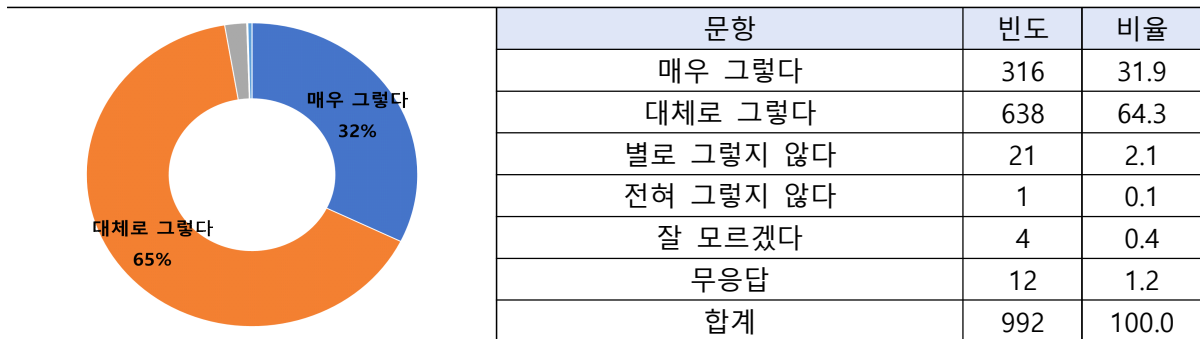 매우 그렇다
32%
대체로 그렇다
65%
문항 빈도 비율
매우 그렇다 316 31.9
대체로 그렇다 638 64.3
별로 그렇지 않다 21 2.1
전혀 그렇지 않다 1 0.1
잘 모르겠다 4 0.4
무응답 12 1.2
합계 992 100.0